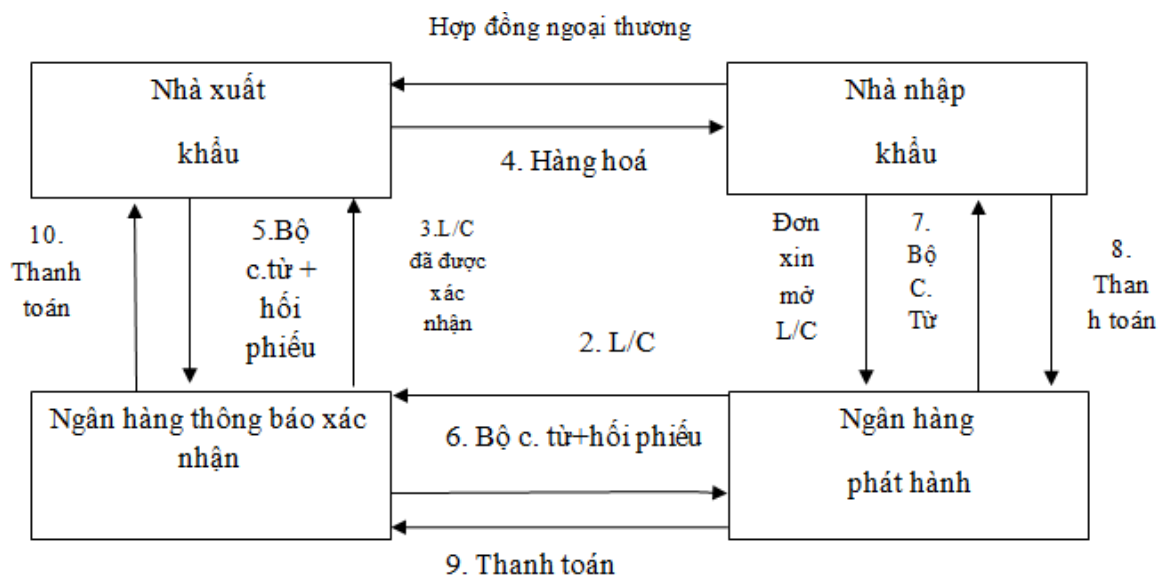 Hợp đồng ngoại thương
Nhà xuất
khẩu
Nhà nhập
khẩu
4. Hàng hoá
10.
Thanh
toán
5.Bộ
c.từ +
hối
phiếu
3.L/C
đã được
xác
nhận
Đơn
xin
mở
L/C
7.
Bộ
C.
Từ
8.
Than
h toán
2. L/C
Ngân hàng thông báo xác
nhận
6. Bộ c. từ+hối phiếu
Ngân hàng
phát hành
9. Thanh toán